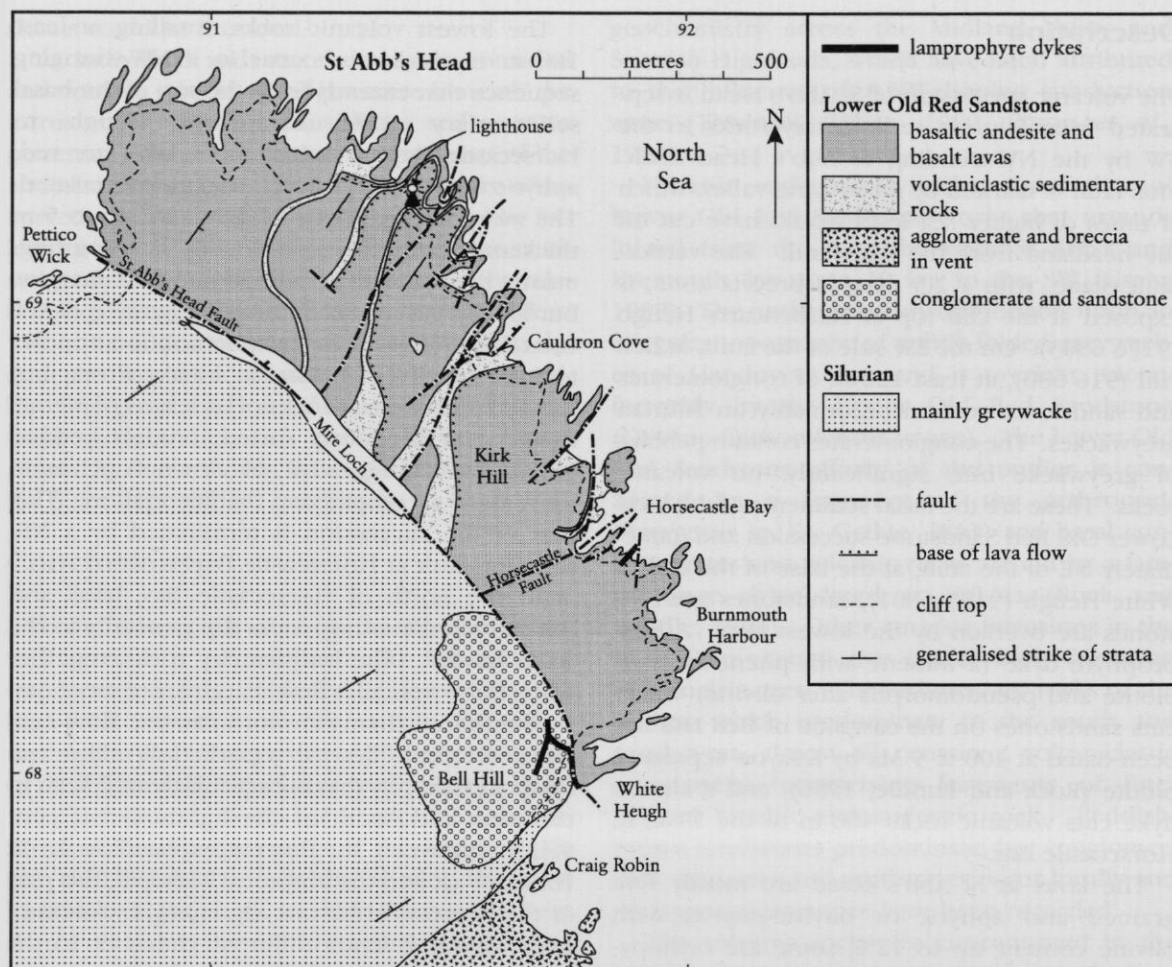 91
92
St Abb's Head
0 metres 500
lighthouse
N
North
Sea
Pettico
Wick
St. Abb's Head Fault
69
Cauldron Cove
Mire Loch
Kirk
Hill
Horsecastle Bay
Horsecastle
Fault
Burnmouth
Harbour
68
Bell Hill
White
Heugh
Craig Robin
lamprophyre dykes
Lower Old Red Sandstone
basaltic andesite and
basalt lavas
volcaniclastic sedimentary
rocks
agglomerate and breccia
in vent
conglomerate and sandstone
Silurian
mainly greywacke
fault
base of lava flow
cliff top
generalised strike of strata